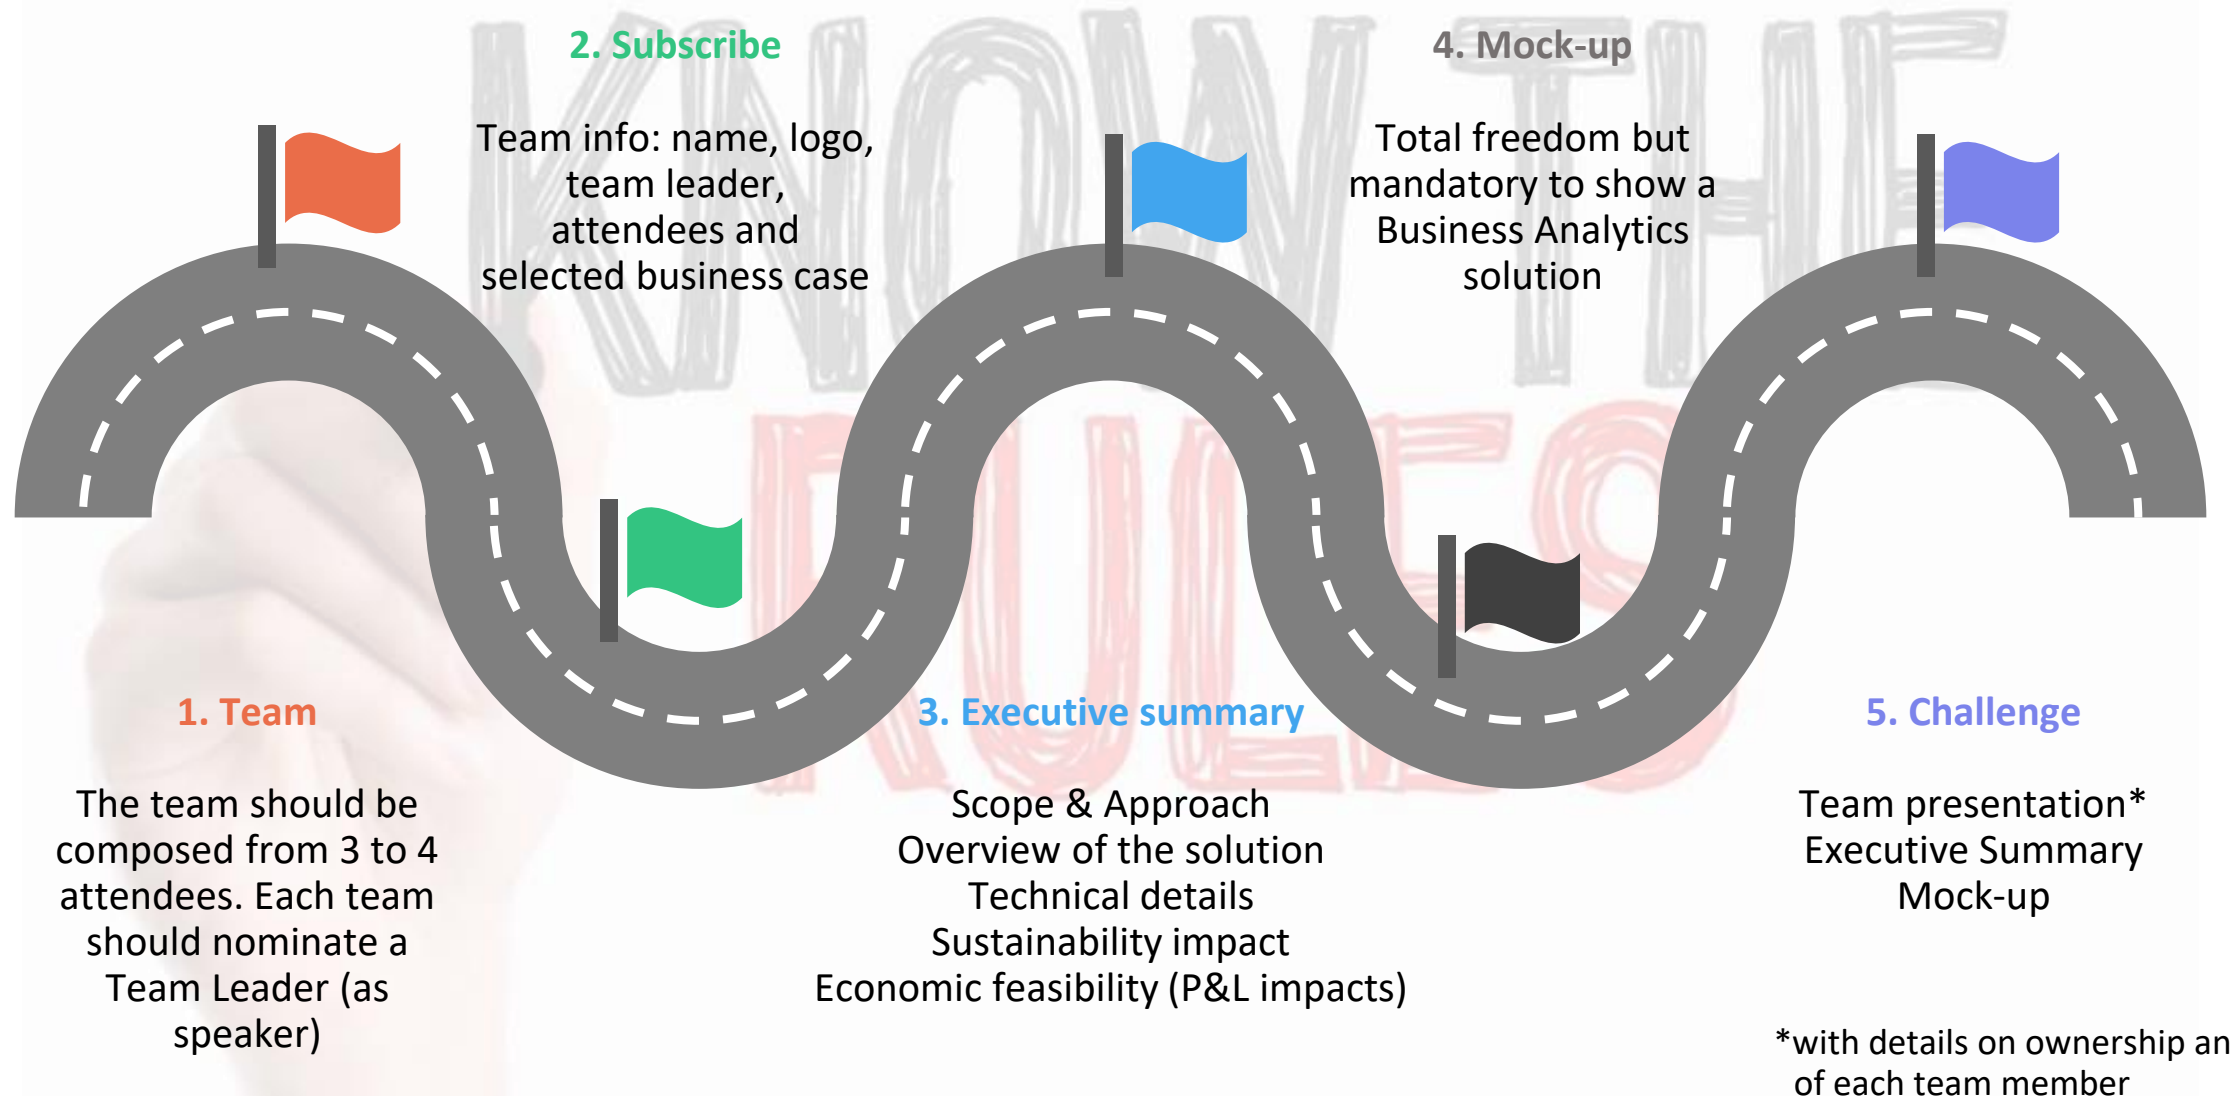 KNOW THE
RULES
1. Team
The team should be
composed from 3 to 4
attendees. Each team
should nominate a
Team Leader (as
speaker)
2. Subscribe
Team info: name, logo,
team leader,
attendees and
selected business case
3. Executive summary
Scope & Approach
Overview of the solution
Technical details
Sustainability impact
Economic feasibility (P&L impacts)
4. Mock-up
Total freedom but
mandatory to show a
Business Analytics
solution
5. Challenge
Team presentation*
Executive Summary
Mock-up
*with details on ownership an
of each team member